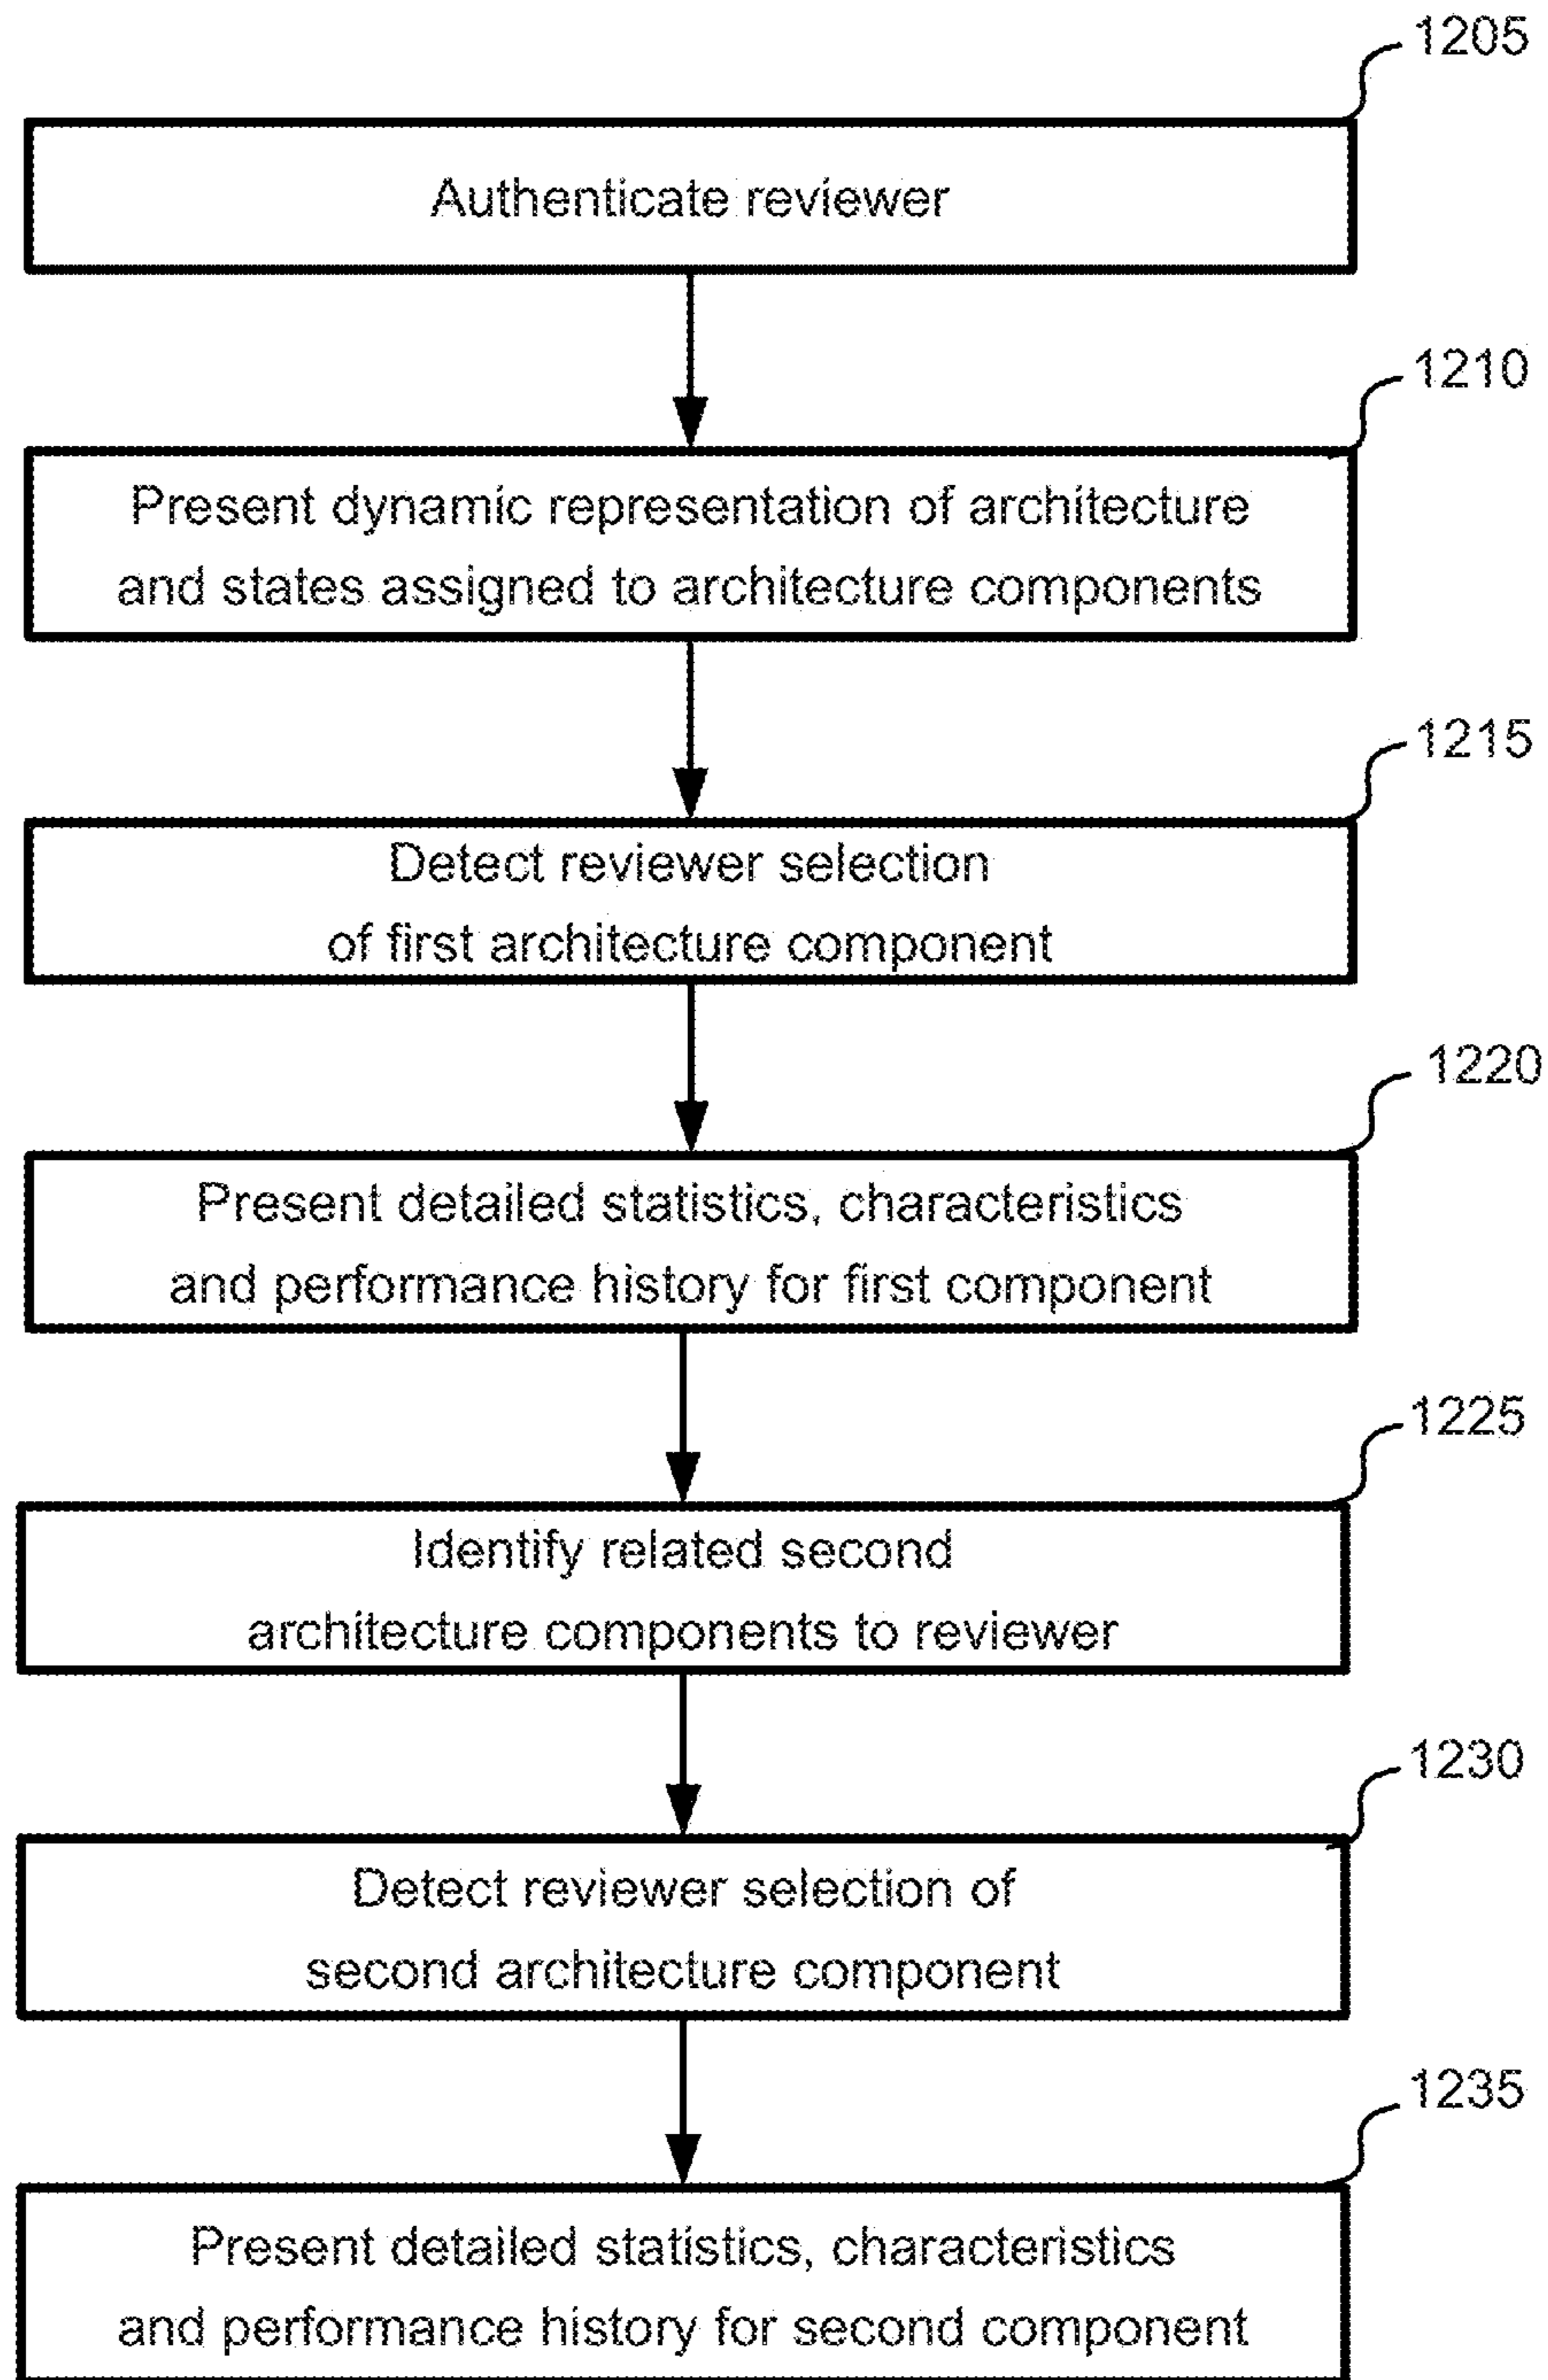 1205
Authenticate reviewer
1210
Present dynamic representation of architecture
and states assigned to architecture components
1215
Detect reviewer selection
of first architecture component
1220
Present detailed statistics, characteristics
and performance history for first component
1225
Identify related second
architecture components to reviewer
1230
Detect reviewer selection of
second architecture component
1235
Present detailed statistics, characteristics
and performance history for second component